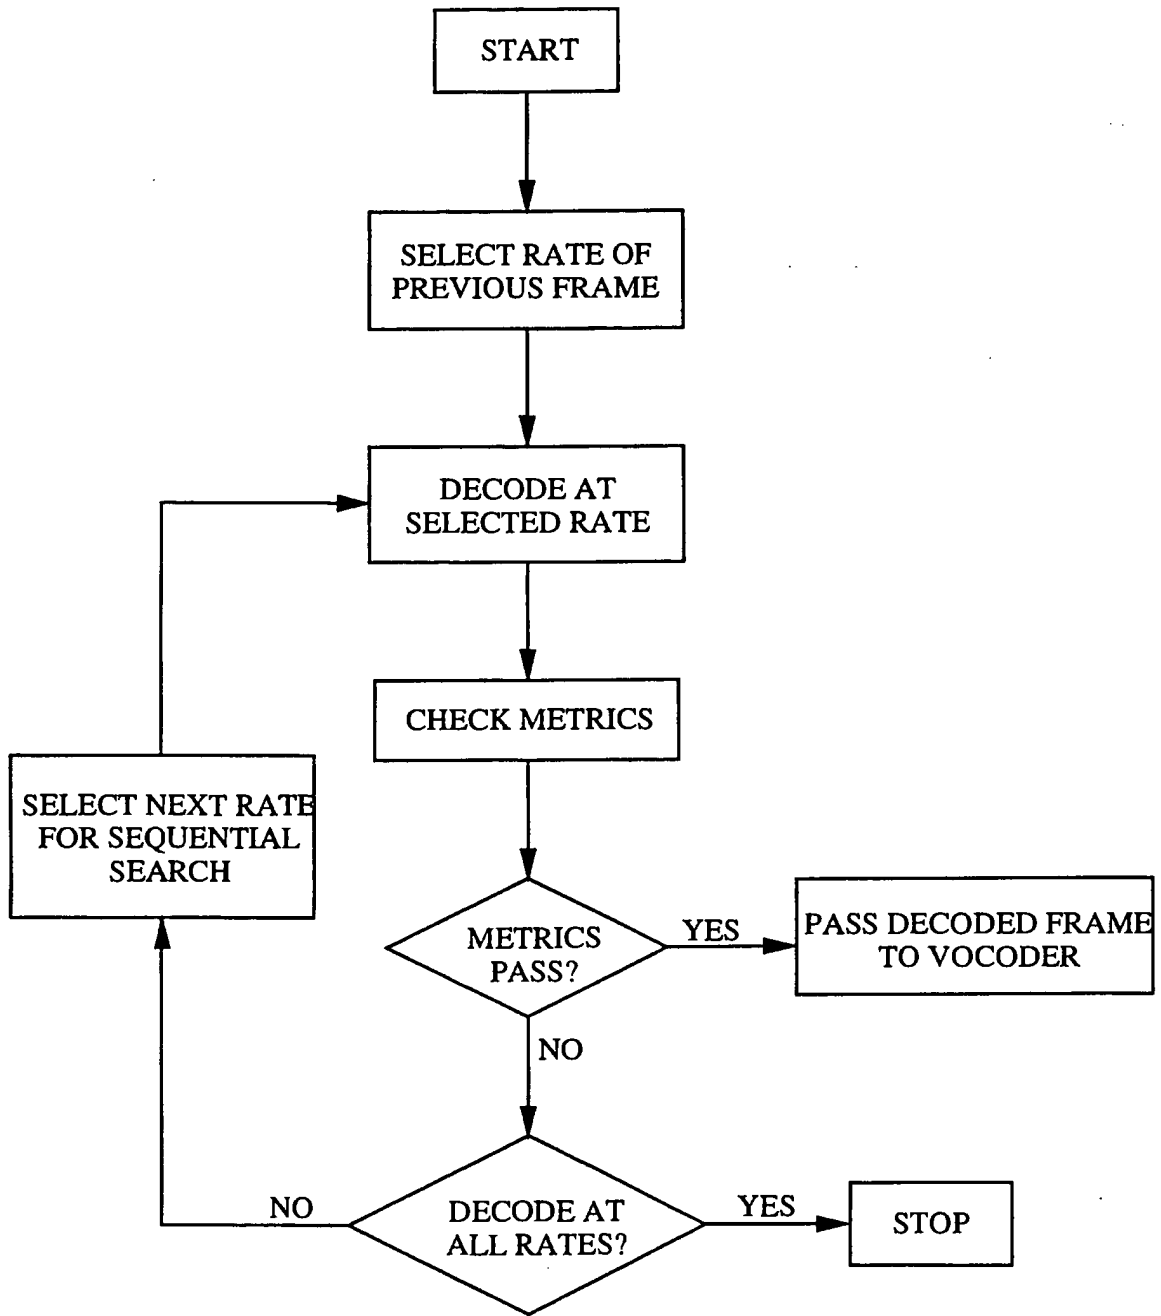 START
SELECT RATE OF
PREVIOUS FRAME
DECODE AT
SELECTED RATE
CHECK METRICS
SELECT NEXT RATE
FOR SEQUENTIAL
SEARCH
METRICS
PASS?
YES
PASS DECODED FRAME
TO VOCODER
NO
DECODE AT
ALL RATES?
NO
YES
STOP